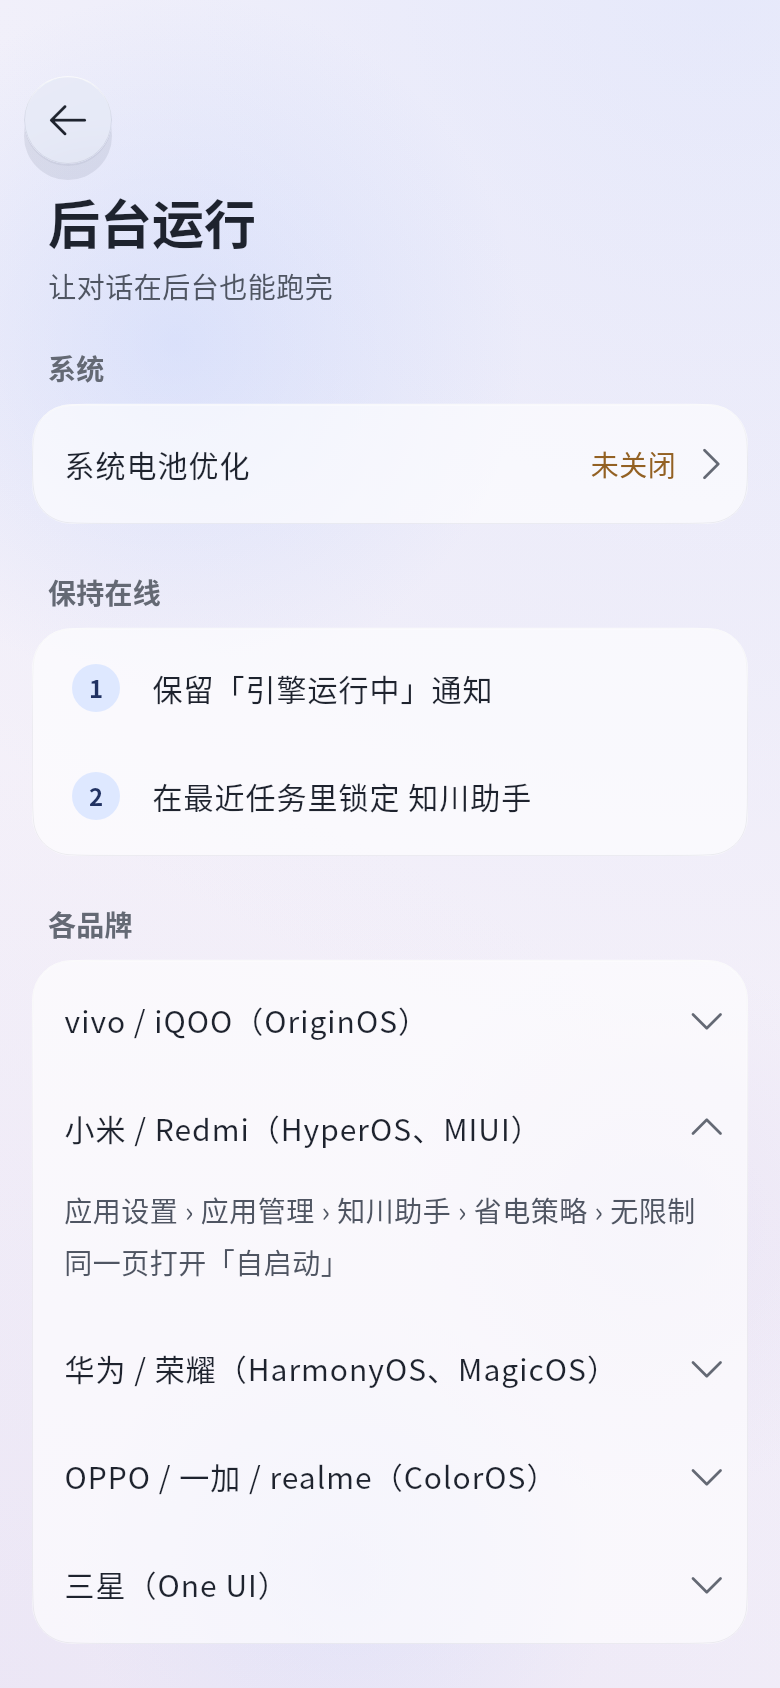 后台运行
让对话在后台也能跑完
系统
系统电池优化 未关闭
保持在线
1 保留「引擎运行中」通知
2 在最近任务里锁定 知川助手
各品牌
vivo / iQOO（OriginOS）
小米 / Redmi（HyperOS、MIUI）
应用设置 › 应用管理 › 知川助手 › 省电策略 › 无限制
同一页打开「自启动」
华为 / 荣耀（HarmonyOS、MagicOS）
OPPO / 一加 / realme（ColorOS）
三星（One UI）